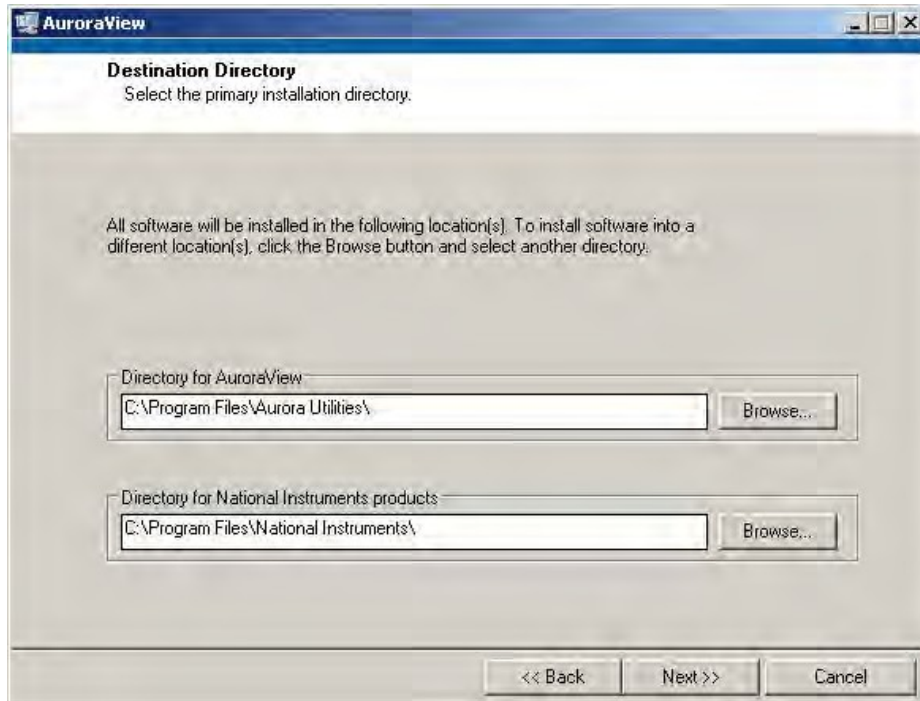 AuroraView
Destination Directory
Select the primary installation directory.
All software will be installed in the following location(s). To install software into a
different location(s), click the Browse button and select another directory.
Directory for AuroraView
C:\Program Files\Aurora Utilities\
Browse...
Directory for National Instruments products
C:\Program Files\National Instruments\
Browse...
<< Back
Next >>
Cancel